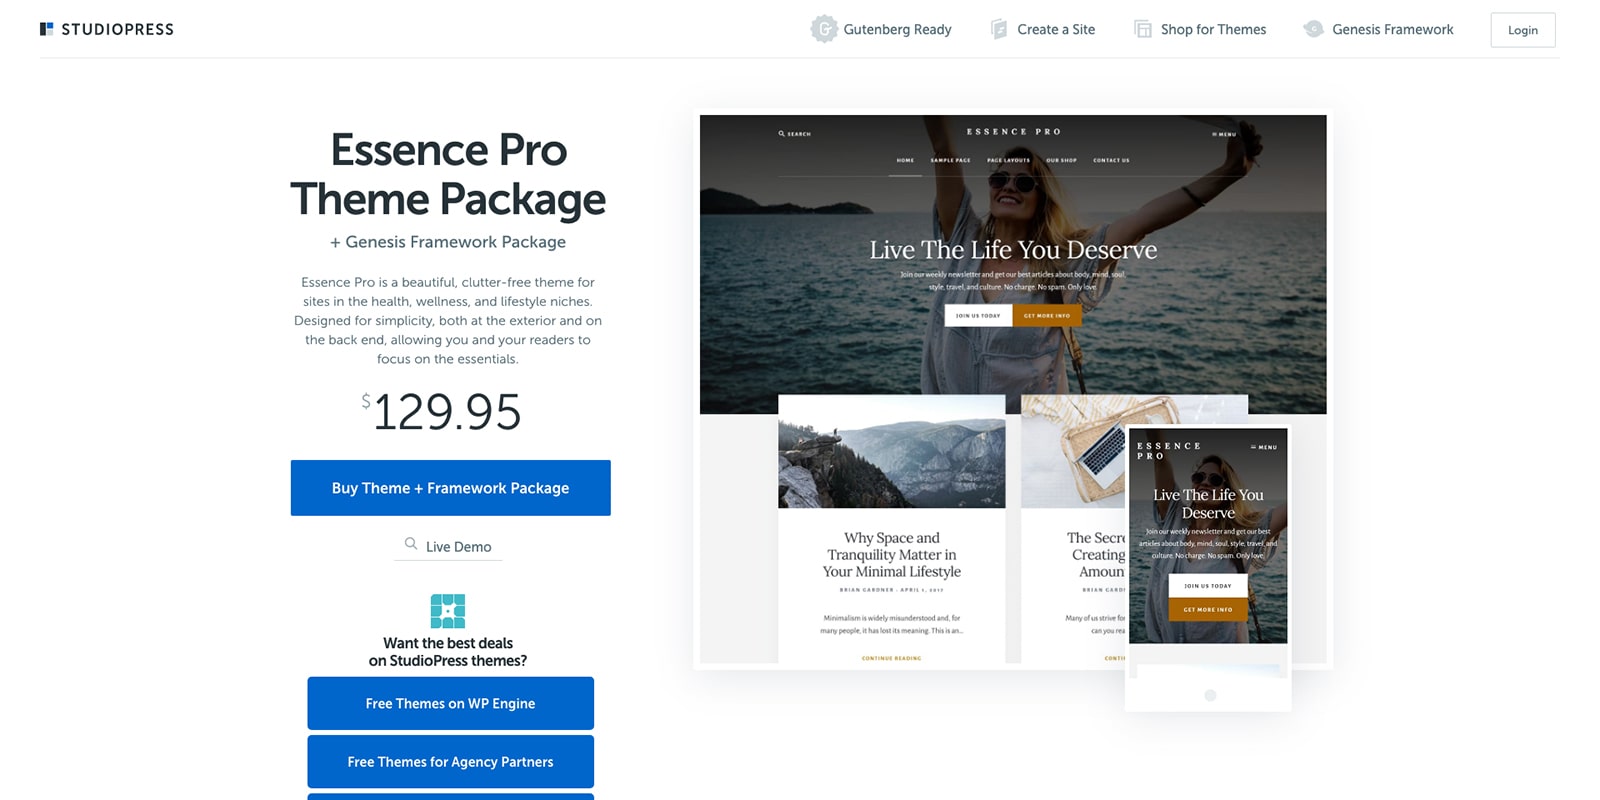 STUDIOPRESS
Gutenberg Ready
Create a Site
Shop for Themes
Genesis Framework
Login
Essence Pro
Theme Package
+ Genesis Framework Package
Essence Pro is a beautiful, clutter-free theme for
sites in the health, wellness, and lifestyle niches.
Designed for simplicity, both at the exterior and on
the back end, allowing you and your readers to
focus on the essentials.
$129.95
Buy Theme + Framework Package
Live Demo
Want the best deals
on StudioPress themes?
Free Themes on WP Engine
Free Themes for Agency Partners
SEARCH
ESSENCE PRO
MENU
HOME SAMPLE PAGE PAGE LAYOUTS OUR SHOP CONTACT US
Live The Life You Deserve
Join our weekly newsletter and get our best articles about body, mind, soul,
style, travel, and culture. No charge. No spam. Only love.
JOIN US TODAY
GET MORE INFO
Why Space and
Tranquility Matter in
Your Minimal Lifestyle
BRIAN GARDNER · APRIL 1, 2017
Minimalism is widely misunderstood and, for
many people, it has lost its meaning. This is an...
CONTINUE READING
The Secre
Creating
Amoun
BRIAN GARD
Many of us strive for
can you rea
CONTI
ESSENCE
PRO
MENU
Live The Life You
Deserve
Join our weekly newsletter and get our best
articles about body, mind, soul, style, travel, and
culture. No charge. No spam. Only love.
JOIN US TODAY
GET MORE INFO